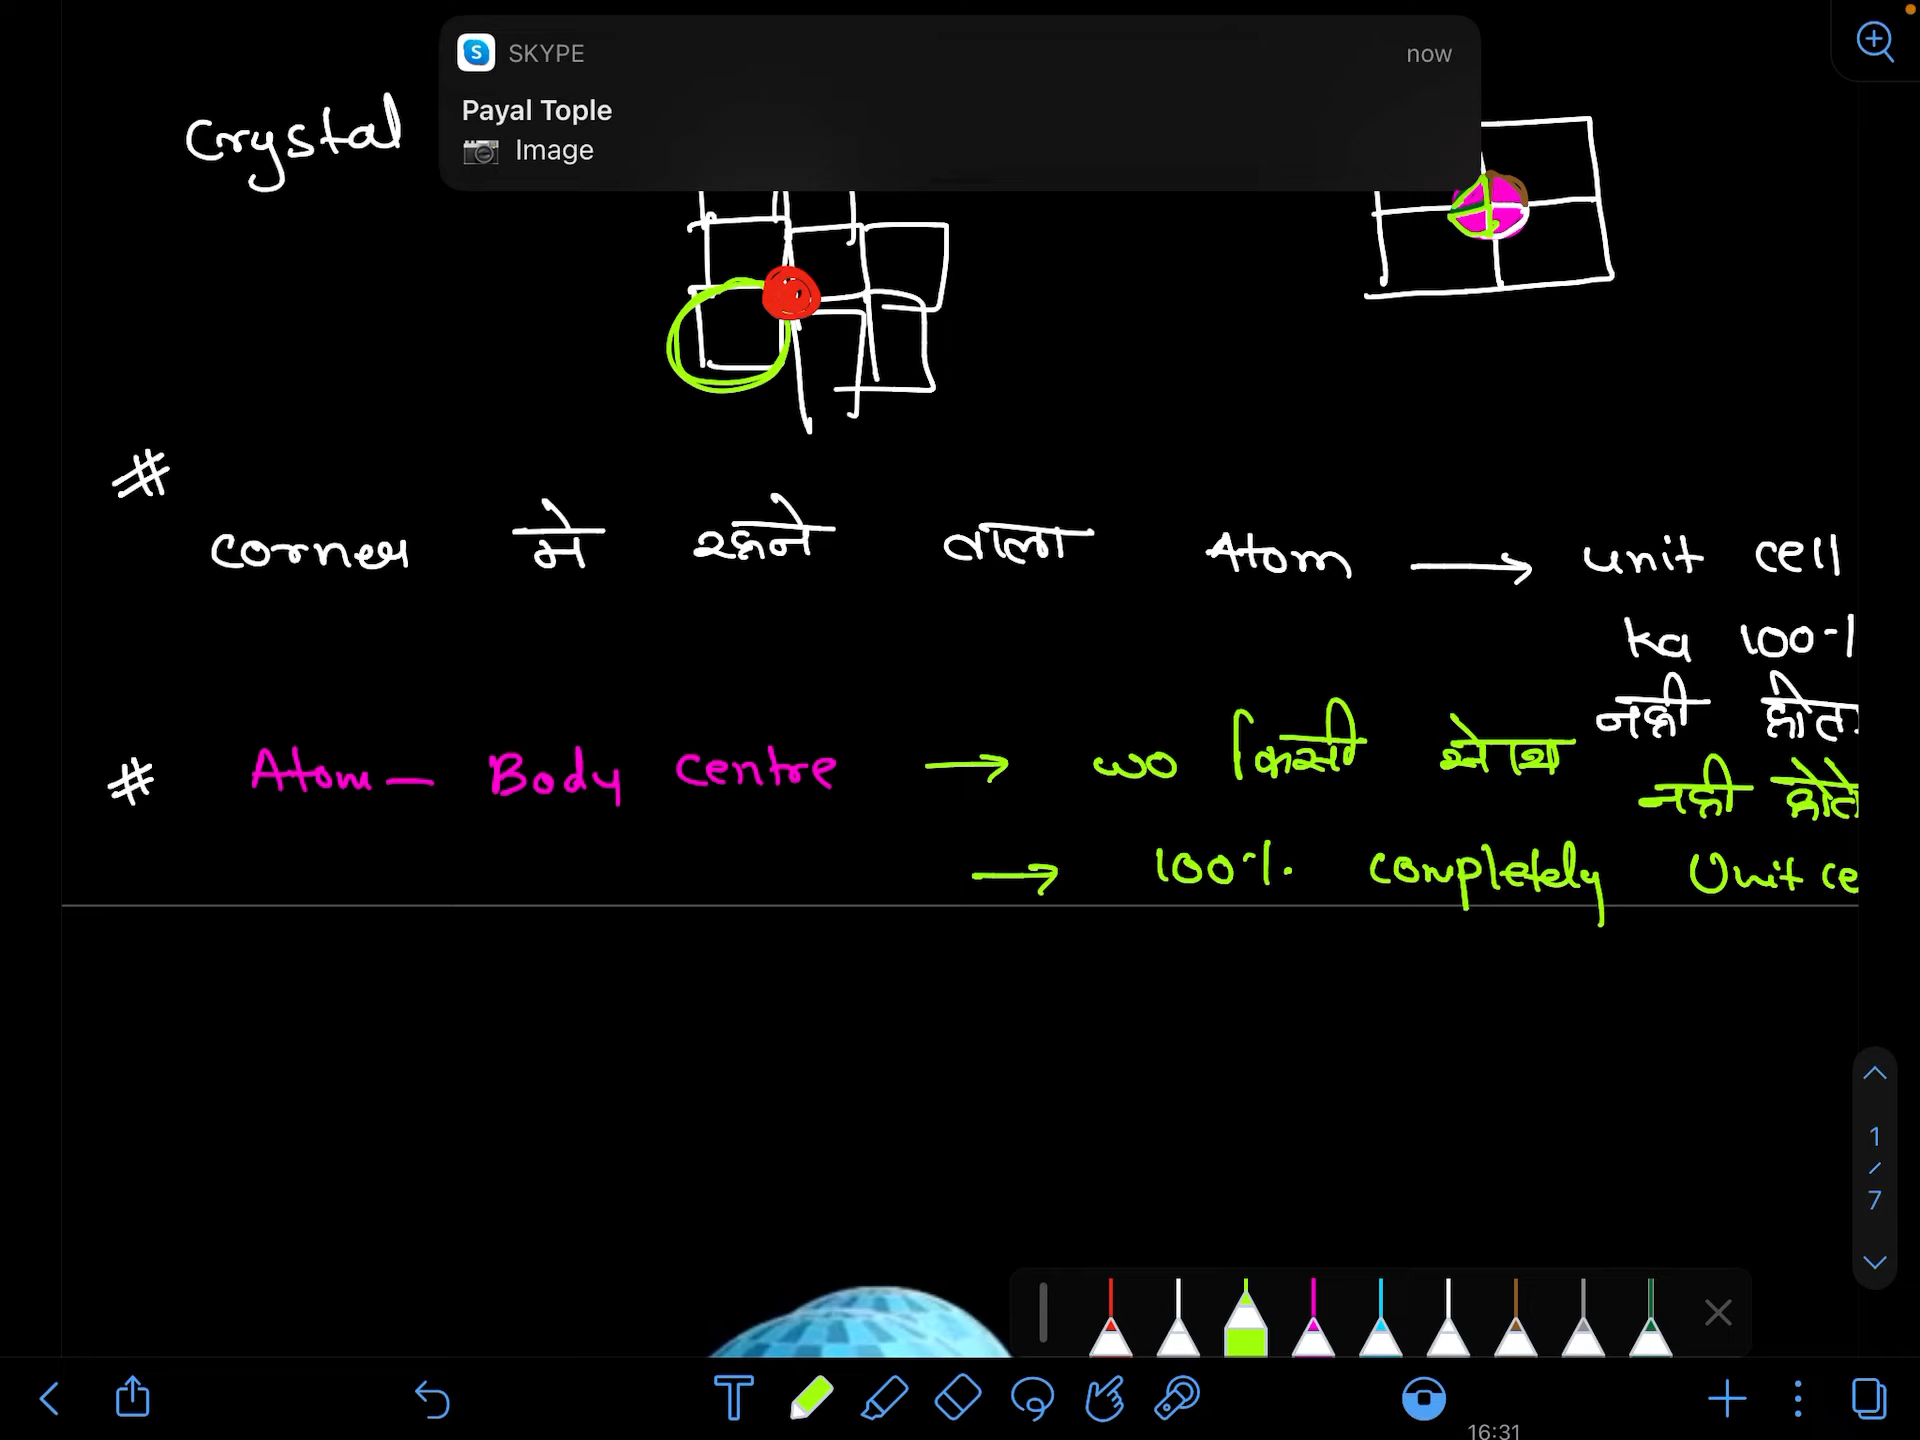 SKYPE now
Payal Tople
Image
Crystal
#
corner मे रहने वाला Atom → unit cell
ka 100%
नही होत
# Atom - Body Centre → wo किसी से शेयर
नही होते
→ 100% completely Unit ce
1
/
7
16:31